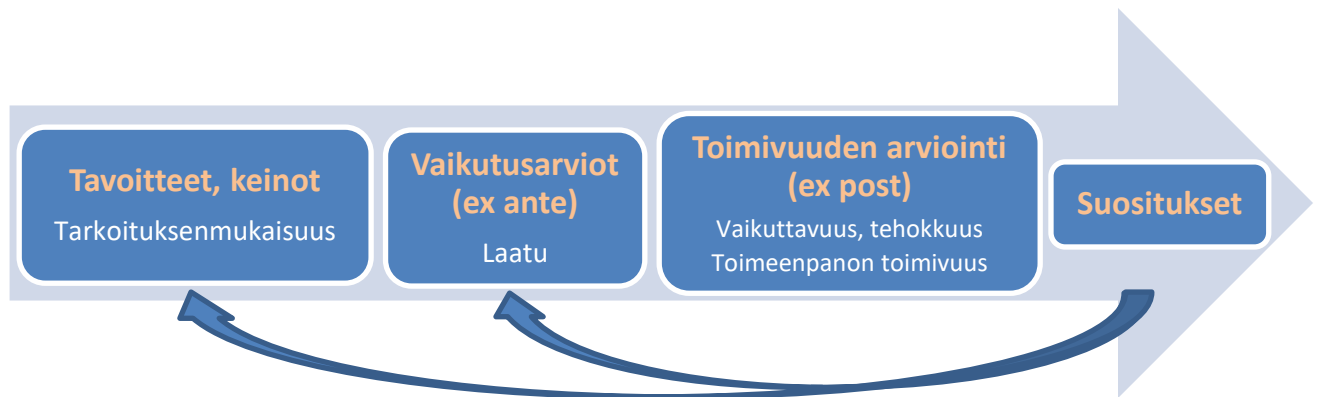 Tavoitteet, keinot
Tarkoituksenmukaisuus
Vaikutusarviot
(ex ante)
Laatu
Toimivuuden arviointi
(ex post)
Vaikuttavuus, tehokkuus
Toimeenpanon toimivuus
Suositukset